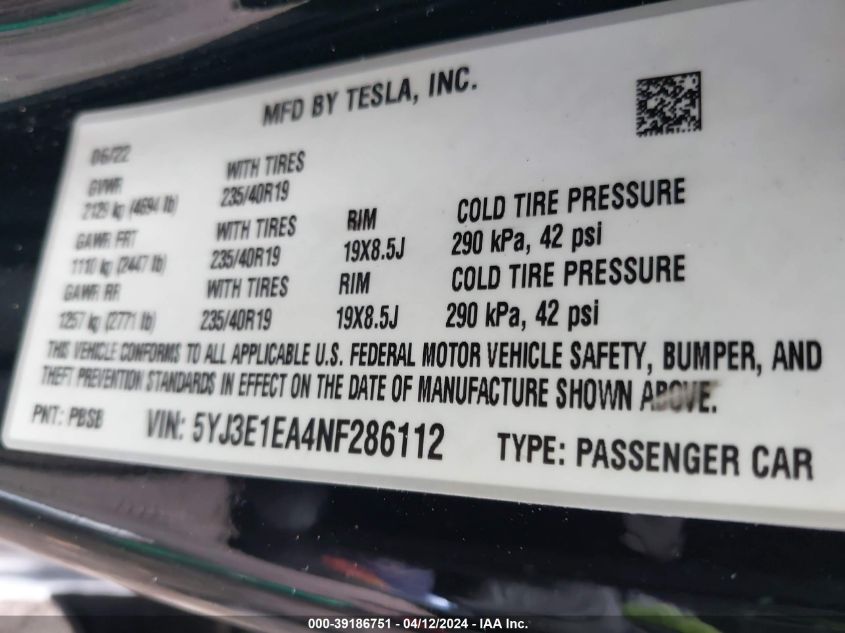 MFD BY TESLA, INC.
06/22
GVWR WITH TIRES
2129 kg (4694 lb) 235/40R19
GAWR FRT WITH TIRES RIM COLD TIRE PRESSURE
1110 kg (2447 lb) 235/40R19 19X8.5J 290 kPa, 42 psi
GAWR RR WITH TIRES RIM COLD TIRE PRESSURE
1257 kg (2771 lb) 235/40R19 19X8.5J 290 kPa, 42 psi
THIS VEHICLE CONFORMS TO ALL APPLICABLE U.S. FEDERAL MOTOR VEHICLE SAFETY, BUMPER, AND
THEFT PREVENTION STANDARDS IN EFFECT ON THE DATE OF MANUFACTURE SHOWN ABOVE.
PNT: PBSB VIN: 5YJ3E1EA4NF286112 TYPE: PASSENGER CAR
000-39186751 - 04/12/2024 - IAA Inc.